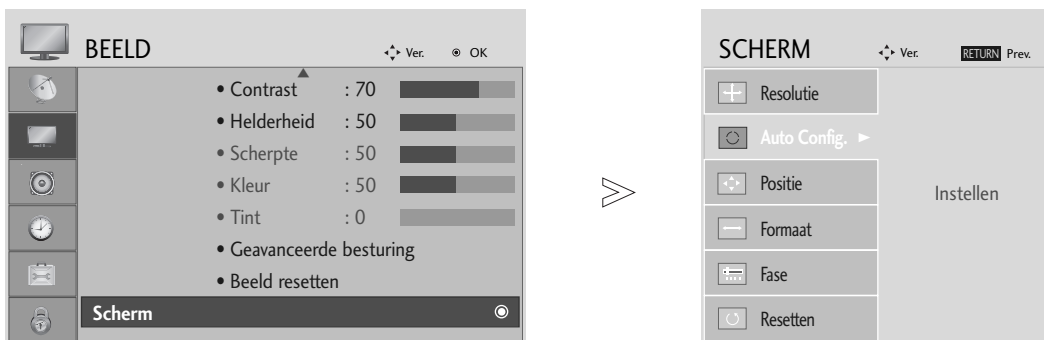 BEELD Ver. OK
• Contrast : 70
• Helderheid : 50
• Scherpte : 50
• Kleur : 50
• Tint : 0
• Geavanceerde besturing
• Beeld resetten
Scherm
SCHERM Ver. RETURN Prev.
Resolutie
Auto Config. ►
Positie
Formaat
Fase
Resetten
Instellen